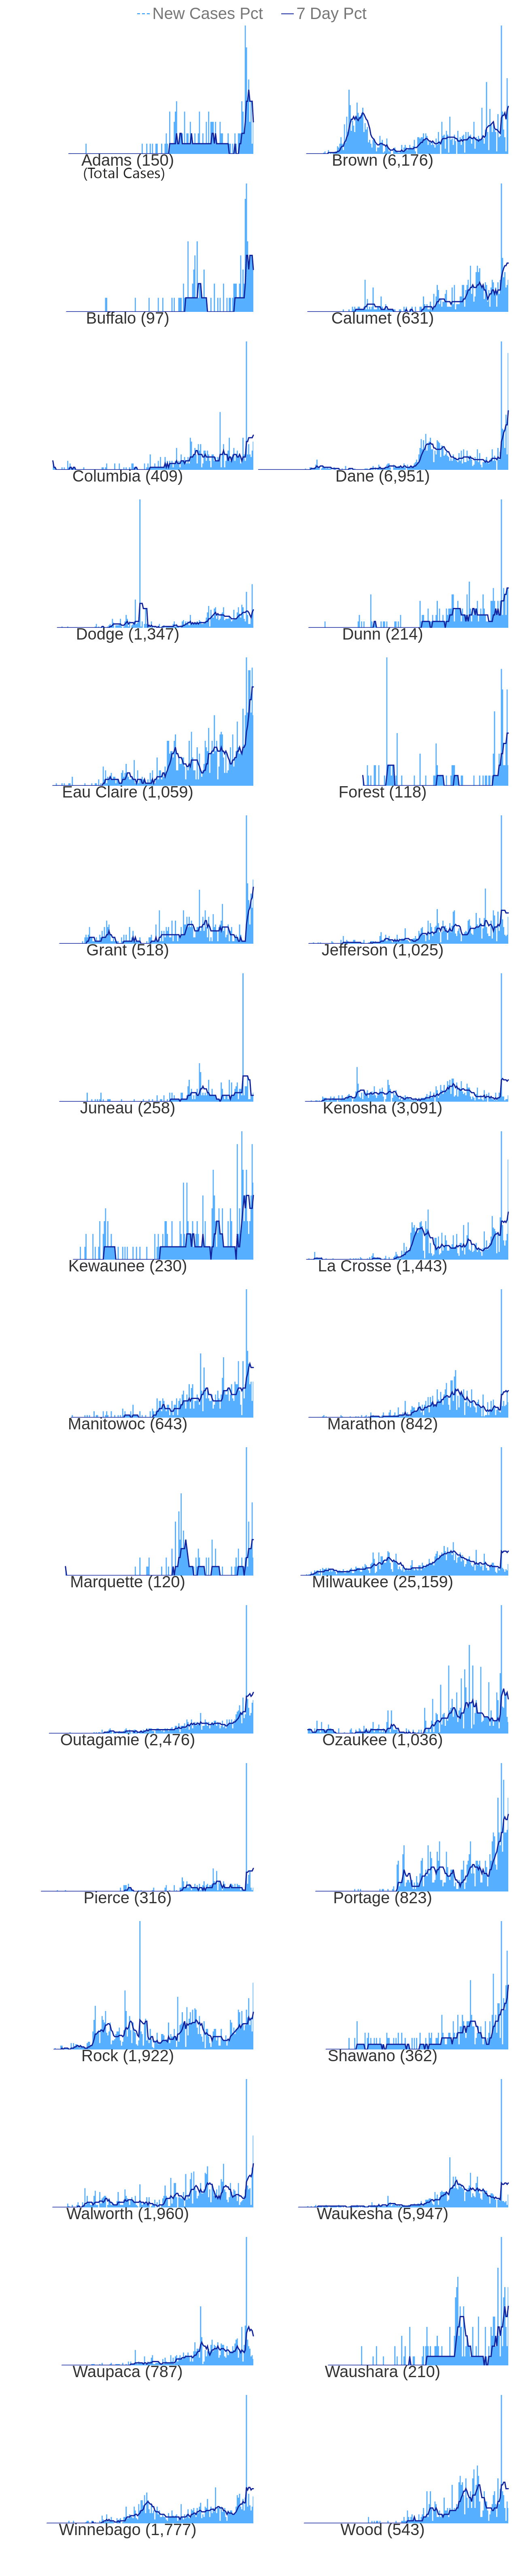 New Cases Pct 7 Day Pct
Adams (150) Brown (6,176)
(Total Cases)
Buffalo (97) Calumet (631)
Columbia (409) Dane (6,951)
Dodge (1,347) Dunn (214)
Eau Claire (1,059) Forest (118)
Grant (518) Jefferson (1,025)
Juneau (258) Kenosha (3,091)
Kewaunee (230) La Crosse (1,443)
Manitowoc (643) Marathon (842)
Marquette (120) Milwaukee (25,159)
Outagamie (2,476) Ozaukee (1,036)
Pierce (316) Portage (823)
Rock (1,922) Shawano (362)
Walworth (1,960) Waukesha (5,947)
Waupaca (787) Waushara (210)
Winnebago (1,777) Wood (543)